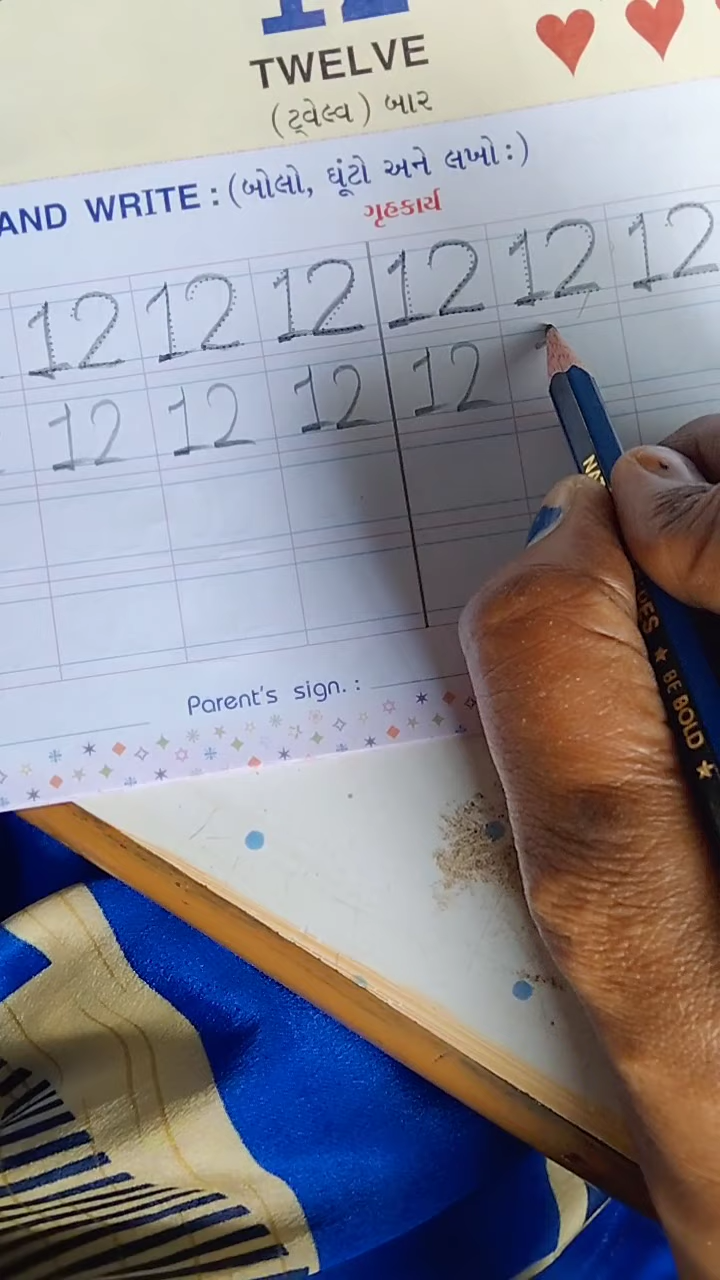 12
TWELVE
(ટ્વેલ્વ) બાર
AND WRITE : (બોલો, ઘૂંટો અને લખો:)
ગૃહકાર્ય
12 12 12 12 12 12
12 12 12 12
Parent's sign. :
BE BOLD